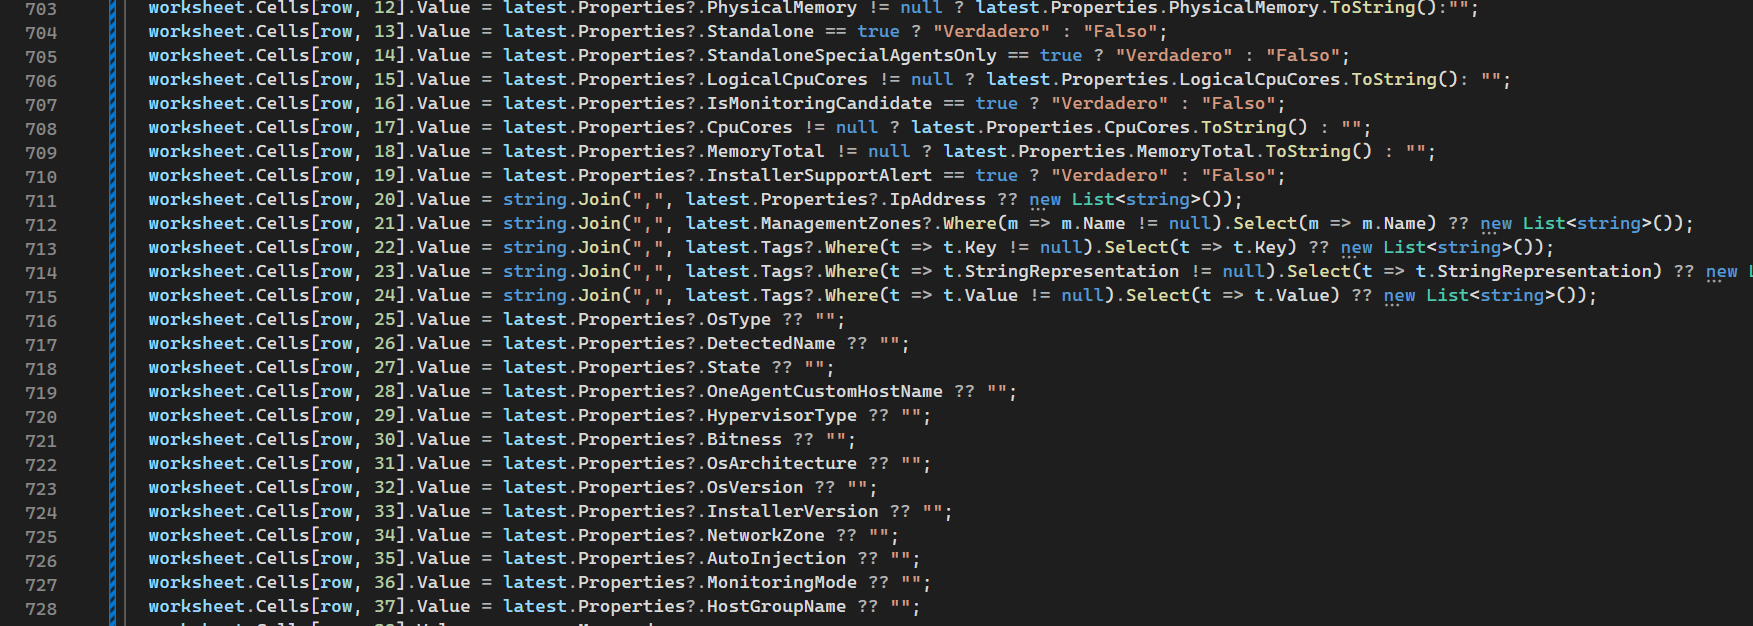 703 worksheet.Cells[row, 12].Value = latest.Properties?.PhysicalMemory != null ? latest.Properties.PhysicalMemory.ToString():"";
704 worksheet.Cells[row, 13].Value = latest.Properties?.Standalone == true ? "Verdadero" : "Falso";
705 worksheet.Cells[row, 14].Value = latest.Properties?.StandaloneSpecialAgentsOnly == true ? "Verdadero" : "Falso";
706 worksheet.Cells[row, 15].Value = latest.Properties?.LogicalCpuCores != null ? latest.Properties.LogicalCpuCores.ToString(): "";
707 worksheet.Cells[row, 16].Value = latest.Properties?.IsMonitoringCandidate == true ? "Verdadero" : "Falso";
708 worksheet.Cells[row, 17].Value = latest.Properties?.CpuCores != null ? latest.Properties.CpuCores.ToString() : "";
709 worksheet.Cells[row, 18].Value = latest.Properties?.MemoryTotal != null ? latest.Properties.MemoryTotal.ToString() : "";
710 worksheet.Cells[row, 19].Value = latest.Properties?.InstallerSupportAlert == true ? "Verdadero" : "Falso";
711 worksheet.Cells[row, 20].Value = string.Join(",", latest.Properties?.IpAddress ?? new List<string>());
712 worksheet.Cells[row, 21].Value = string.Join(",", latest.ManagementZones?.Where(m => m.Name != null).Select(m => m.Name) ?? new List<string>());
713 worksheet.Cells[row, 22].Value = string.Join(",", latest.Tags?.Where(t => t.Key != null).Select(t => t.Key) ?? new List<string>());
714 worksheet.Cells[row, 23].Value = string.Join(",", latest.Tags?.Where(t => t.StringRepresentation != null).Select(t => t.StringRepresentation) ?? new
715 worksheet.Cells[row, 24].Value = string.Join(",", latest.Tags?.Where(t => t.Value != null).Select(t => t.Value) ?? new List<string>());
716 worksheet.Cells[row, 25].Value = latest.Properties?.OsType ?? "";
717 worksheet.Cells[row, 26].Value = latest.Properties?.DetectedName ?? "";
718 worksheet.Cells[row, 27].Value = latest.Properties?.State ?? "";
719 worksheet.Cells[row, 28].Value = latest.Properties?.OneAgentCustomHostName ?? "";
720 worksheet.Cells[row, 29].Value = latest.Properties?.HypervisorType ?? "";
721 worksheet.Cells[row, 30].Value = latest.Properties?.Bitness ?? "";
722 worksheet.Cells[row, 31].Value = latest.Properties?.OsArchitecture ?? "";
723 worksheet.Cells[row, 32].Value = latest.Properties?.OsVersion ?? "";
724 worksheet.Cells[row, 33].Value = latest.Properties?.InstallerVersion ?? "";
725 worksheet.Cells[row, 34].Value = latest.Properties?.NetworkZone ?? "";
726 worksheet.Cells[row, 35].Value = latest.Properties?.AutoInjection ?? "";
727 worksheet.Cells[row, 36].Value = latest.Properties?.MonitoringMode ?? "";
728 worksheet.Cells[row, 37].Value = latest.Properties?.HostGroupName ?? "";